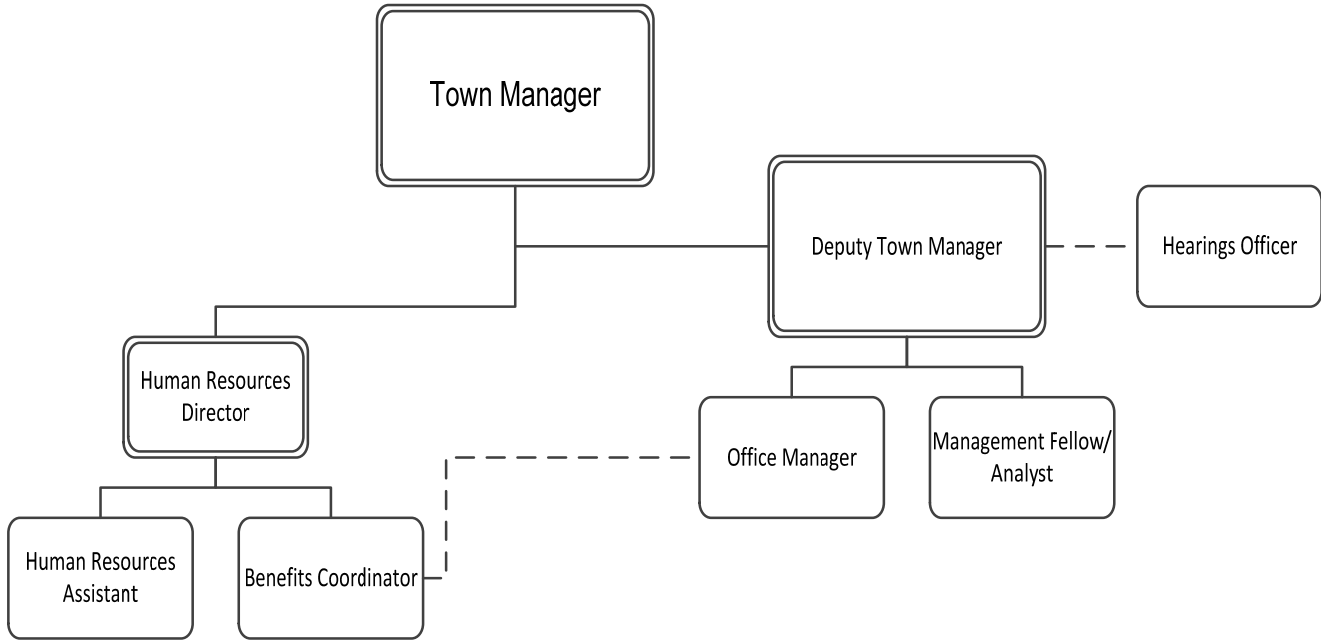 Town Manager
Deputy Town Manager
Hearings Officer
Human Resources
Director
Office Manager
Management Fellow/
Analyst
Human Resources
Assistant
Benefits Coordinator